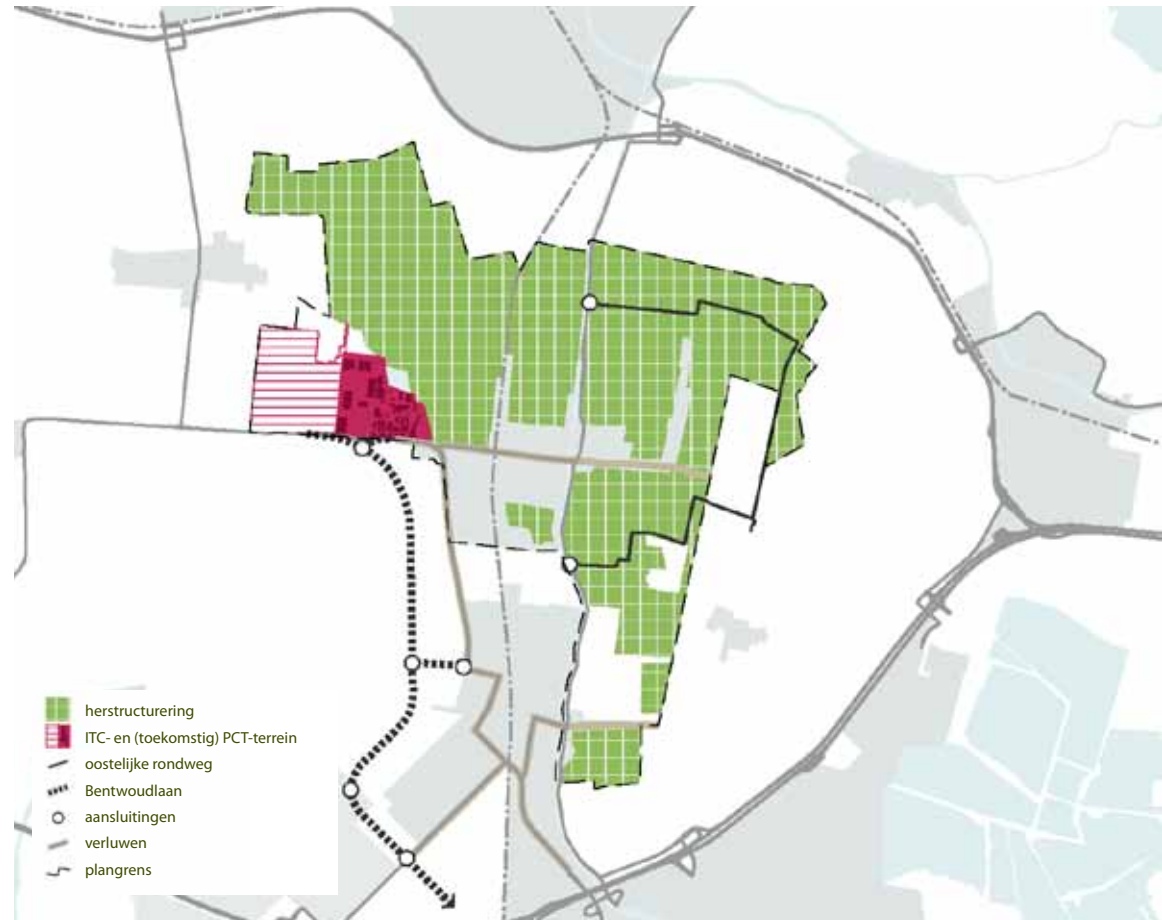 herstructurering
ITC- en (toekomstig) PCT-terrein
oostelijke rondweg
Bentwoudlaan
aansluitingen
verluwen
plangrens